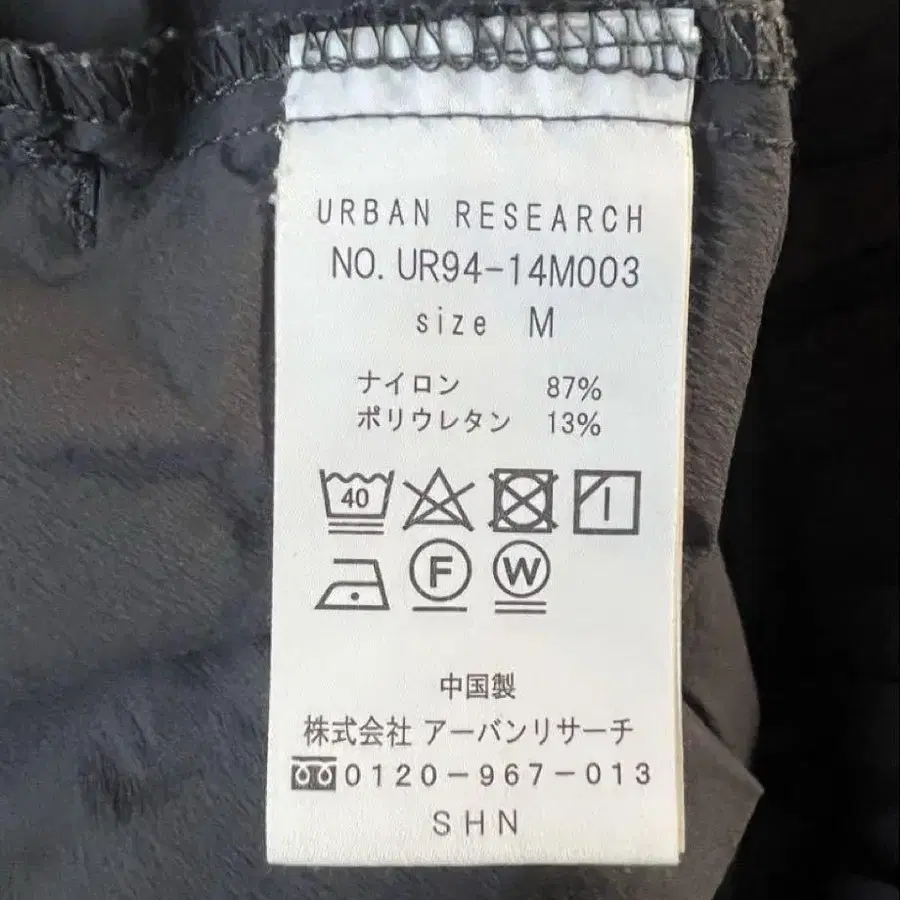 URBAN RESEARCH
NO. UR94-14M003
size M
ナイロン 87%
ポリウレタン 13%
40
F W
中国製
株式会社 アーバンリサーチ
0120-967-013
SHN